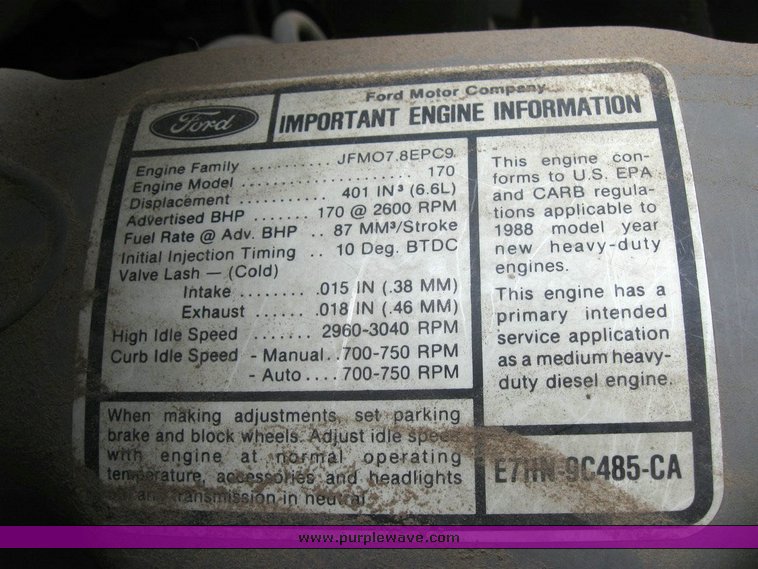 Ford
Ford Motor Company
IMPORTANT ENGINE INFORMATION
Engine Family .......... JFMO7.8EPC9.
Engine Model .......... 170
Displacement .......... 401 IN³ (6.6L)
Advertised BHP ...... 170 @ 2600 RPM
Fuel Rate @ Adv. BHP .. 87 MM³/Stroke
Initial Injection Timing .. 10 Deg. BTDC
Valve Lash — (Cold)
Intake ........ .015 IN (.38 MM)
Exhaust ....... .018 IN (.46 MM)
High Idle Speed ....... 2960-3040 RPM
Curb Idle Speed - Manual..700-750 RPM
- Auto ....700-750 RPM
This engine con-
forms to U.S. EPA
and CARB regula-
tions applicable to
1988 model year
new heavy-duty
engines.
This engine has a
primary intended
service application
as a medium heavy-
duty diesel engine.
When making adjustments, set parking
brake and block wheels. Adjust idle speed
with engine at normal operating
temperature, accessories and headlights
and transmission in neutral.
E7HN-9C485-CA
www.purplewave.com